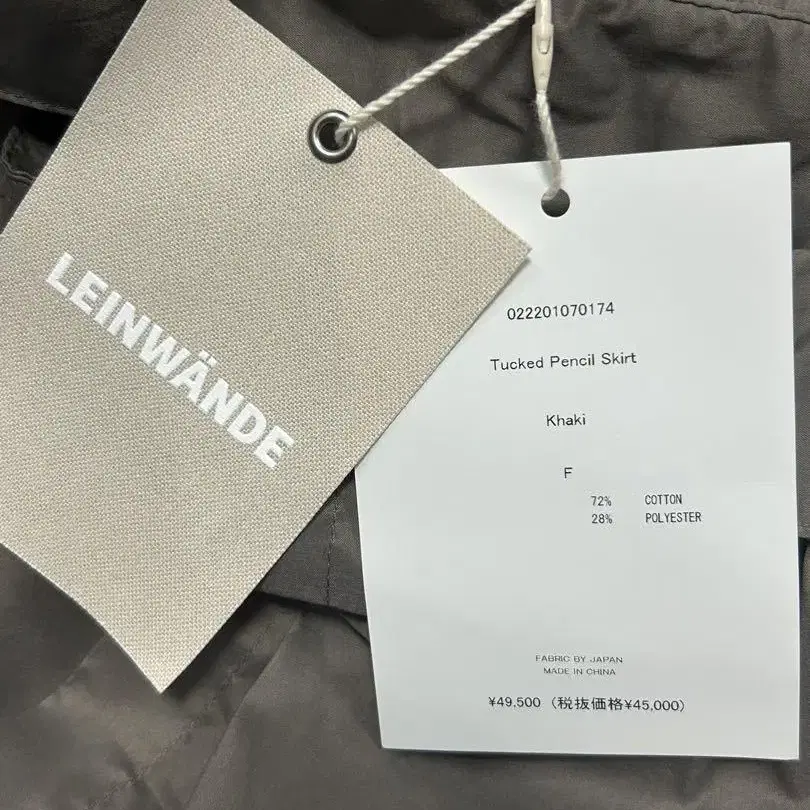 LEINWÄNDE
022201070174
Tucked Pencil Skirt
Khaki
F
72% COTTON
28% POLYESTER
FABRIC BY JAPAN
MADE IN CHINA
¥49,500 (税抜価格¥45,000)